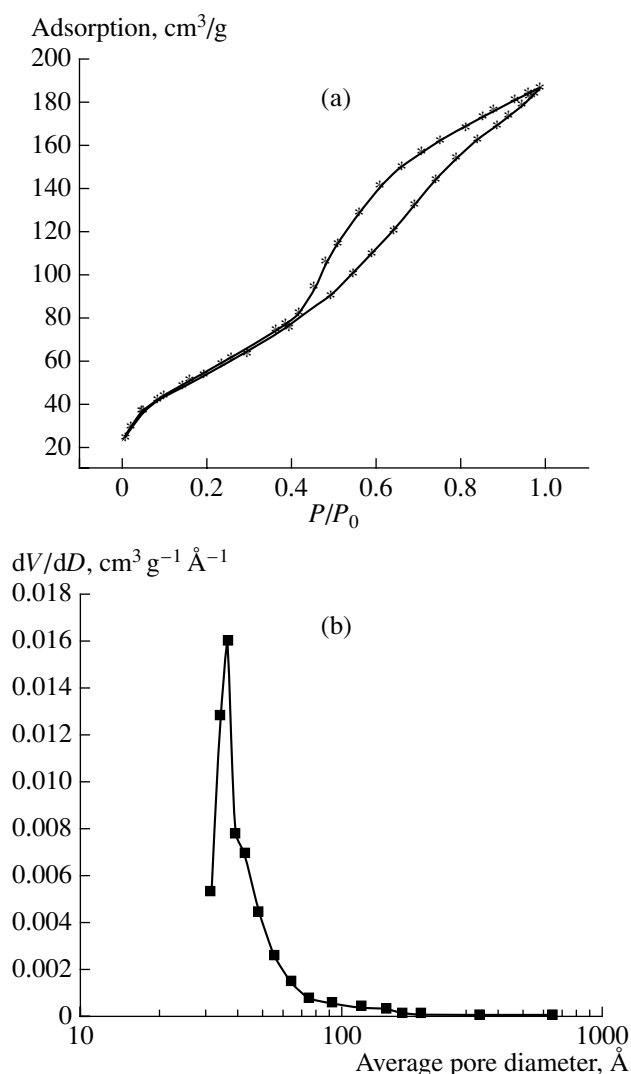 Adsorption, cm³/g
200
(a)
180
160
140
120
100
80
60
40
20
0 0.2 0.4 0.6 0.8 1.0
P/P₀
dV/dD, cm³ g⁻¹ Å⁻¹
0.018
(b)
0.016
0.014
0.012
0.010
0.008
0.006
0.004
0.002
0
10 100 1000
Average pore diameter, Å